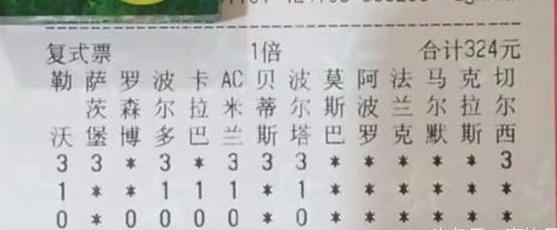 复式票 1倍 合计324元
勒沃
萨茨堡
罗森博
波尔多
卡拉巴
AC米兰
贝蒂斯
波尔塔
莫斯巴
阿波罗
法兰克
马尔默
克拉斯
切尔西
3 3 * 3 * 3 3 3 * * * * * 3
1 * * 1 1 1 * 1 * * * * * *
0 * 0 0 0 0 * 0 * * * * * *